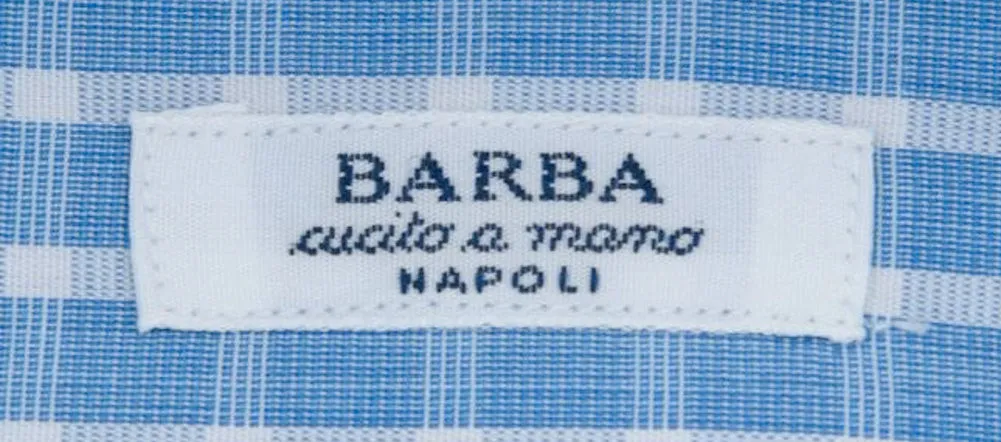 BARBA
cucito a mano
NAPOLI